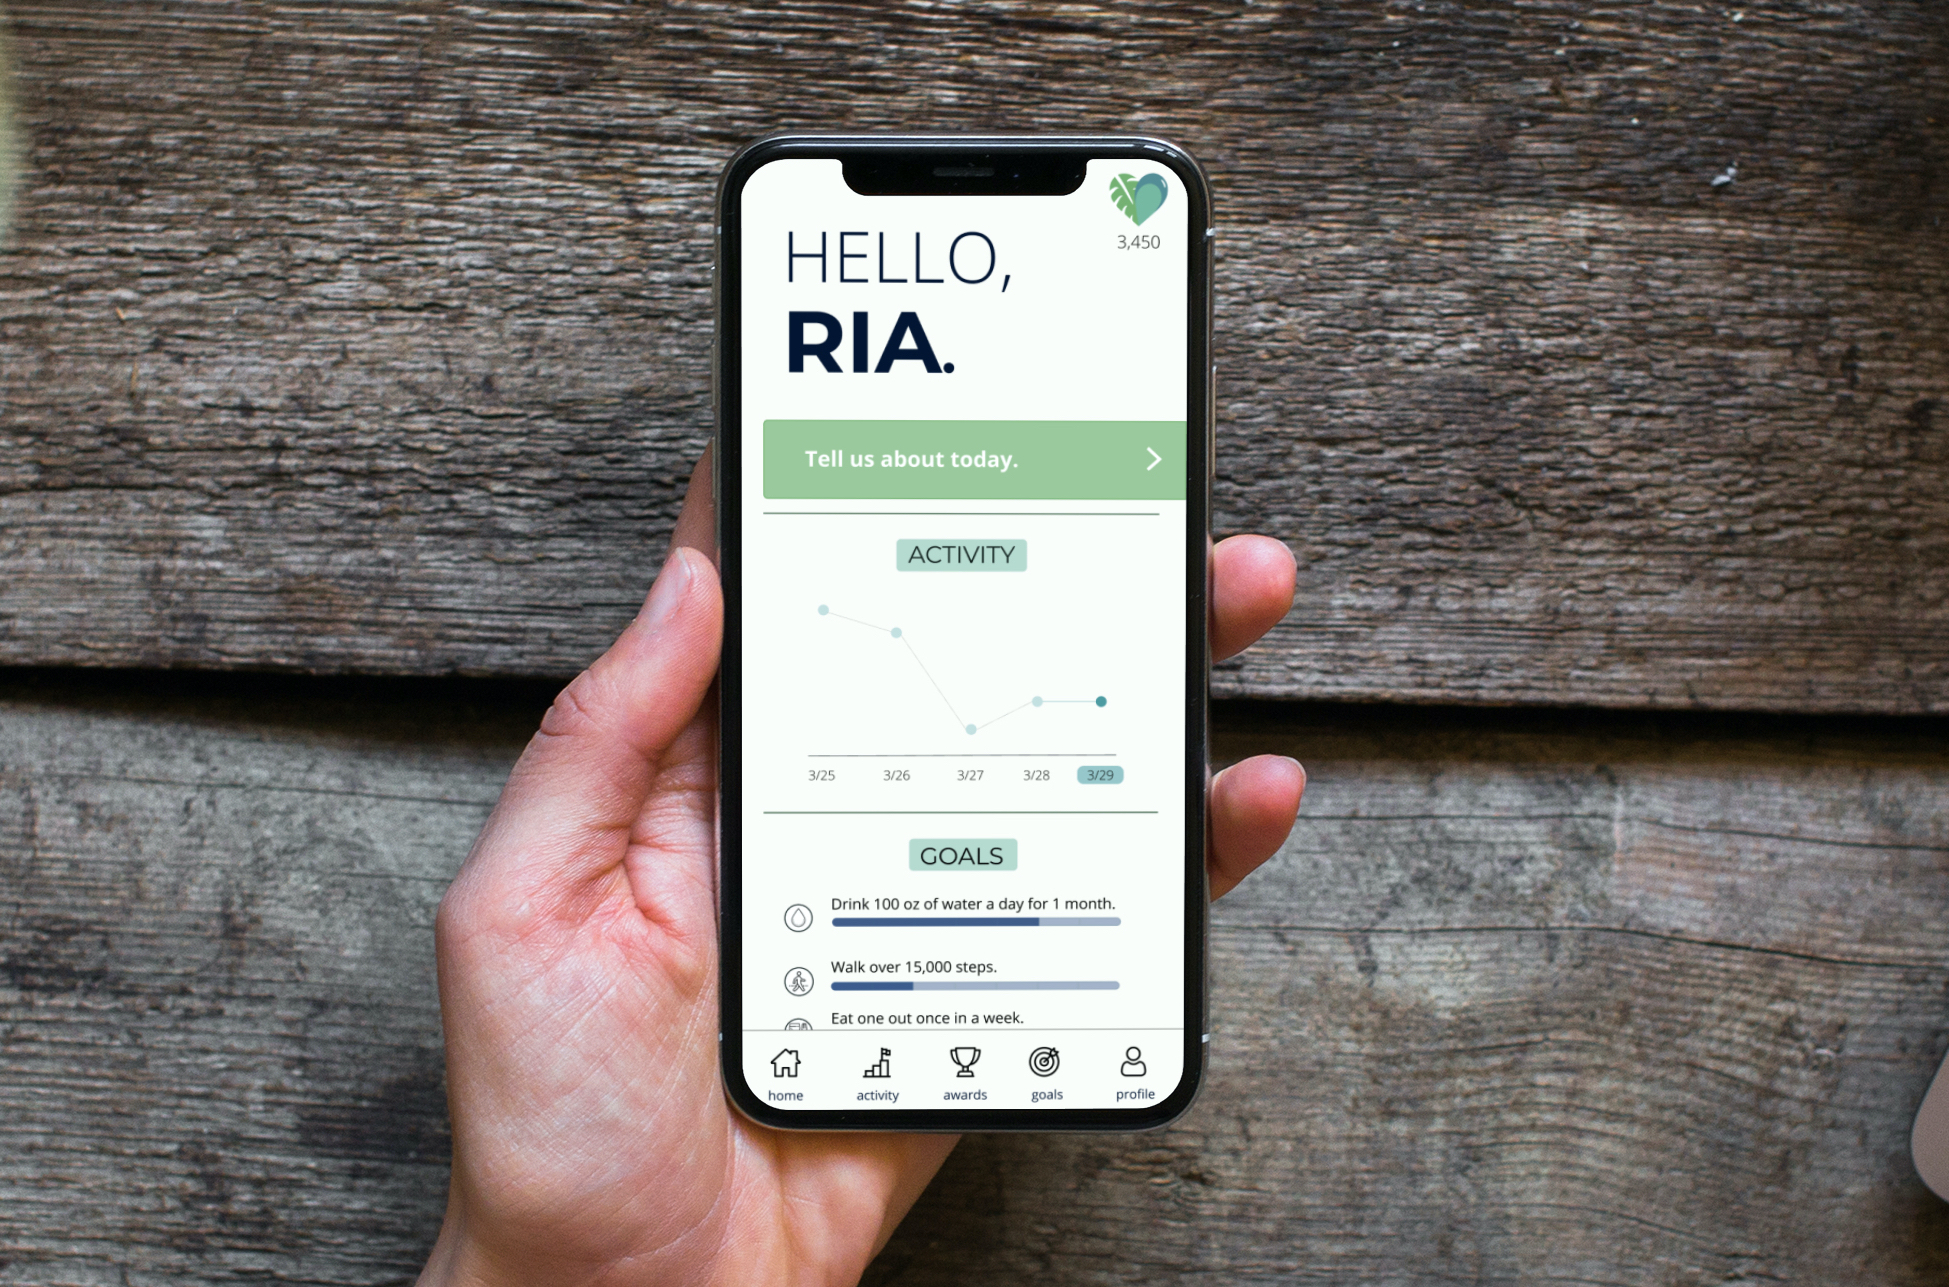 3,450
HELLO,
RIA.
Tell us about today.
ACTIVITY
3/25 3/26 3/27 3/28 3/29
GOALS
Drink 100 oz of water a day for 1 month.
Walk over 15,000 steps.
Eat one out once in a week.
home activity awards goals profile